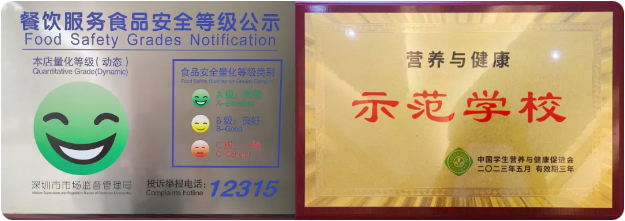 餐饮服务食品安全等级公示
Food Safety Grades Notification
本店量化等级（动态）
Quantitative Grade(Dynamic)
食品安全量化等级类别
A 级：优秀
A-Excellent
B 级：良好
B-Good
C 级：一般
C-General
深圳市市场监督管理局
投诉举报电话：12315
Complaints hotline
营养与健康
示范学校
中国学生营养与健康促进会
二〇二三年五月 有效期三年